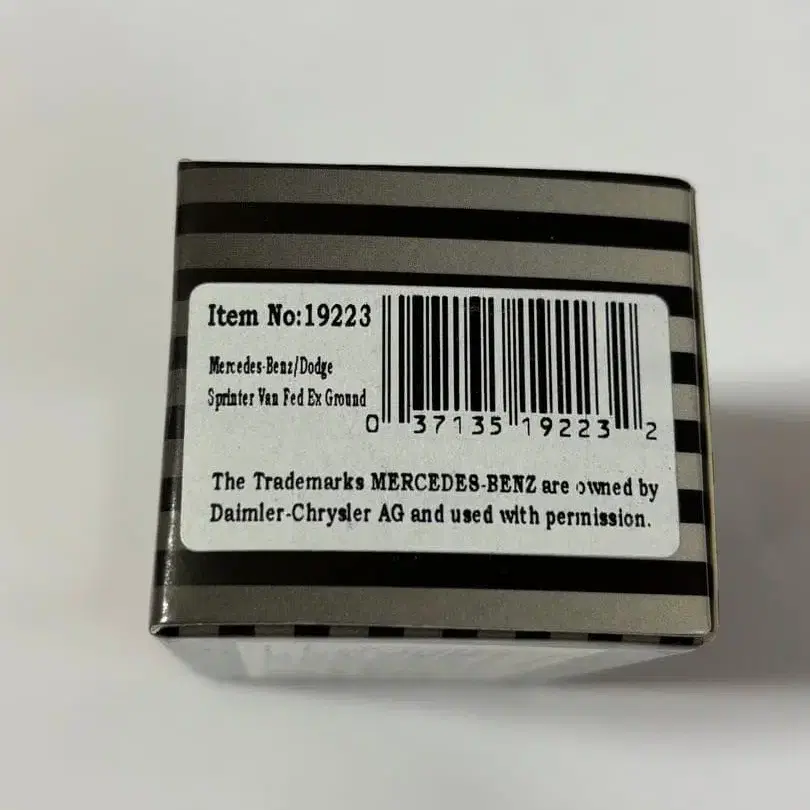 Item No:19223
Mercedes-Benz/Dodge
Sprinter Van Fed Ex Ground
0 37135 19223 2
The Trademarks MERCEDES-BENZ are owned by
Daimler-Chrysler AG and used with permission.